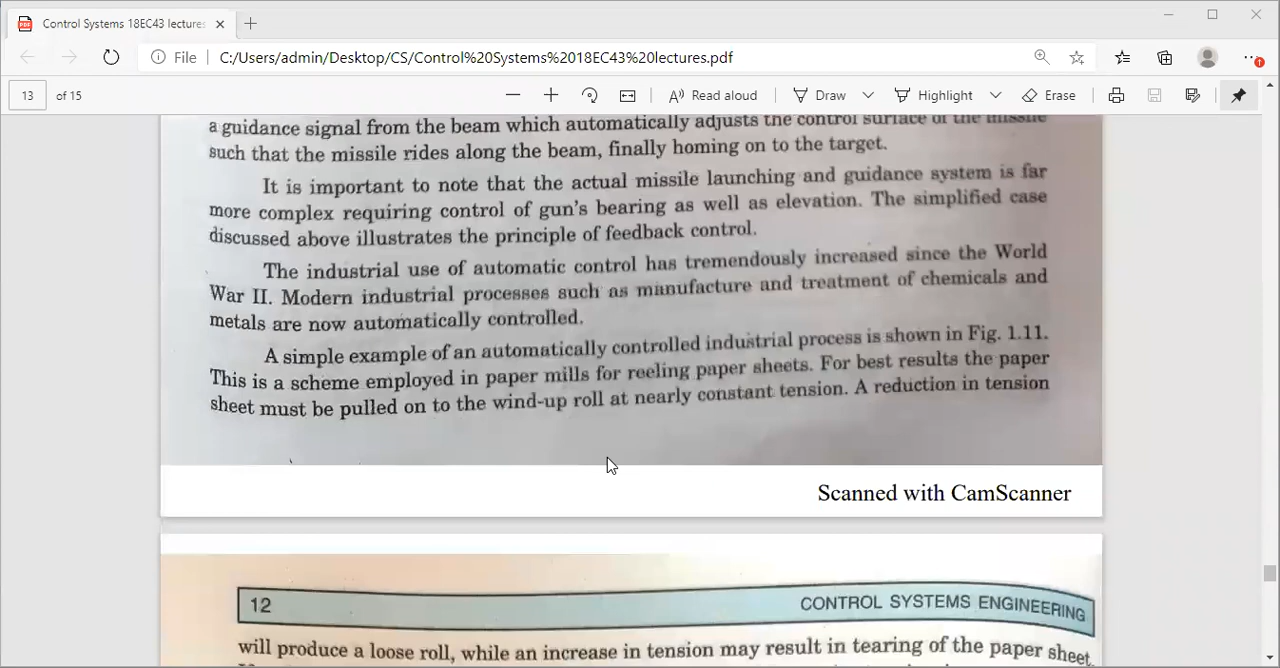 Control Systems 18EC43 lecture
File
C:/Users/admin/Desktop/CS/Control%20Systems%2018EC43%20lectures.pdf
13 of 15
Read aloud
Draw
Highlight
Erase
a guidance signal from the beam which automatically adjusts the control surface of the missile
such that the missile rides along the beam, finally homing on to the target.
It is important to note that the actual missile launching and guidance system is far
more complex requiring control of gun's bearing as well as elevation. The simplified case
discussed above illustrates the principle of feedback control.
The industrial use of automatic control has tremendously increased since the World
War II. Modern industrial processes such as manufacture and treatment of chemicals and
metals are now automatically controlled.
A simple example of an automatically controlled industrial process is shown in Fig. 1.11.
This is a scheme employed in paper mills for reeling paper sheets. For best results the paper
sheet must be pulled on to the wind-up roll at nearly constant tension. A reduction in tension
Scanned with CamScanner
12
CONTROL SYSTEMS ENGINEERING
will produce a loose roll, while an increase in tension may result in tearing of the paper sheet.